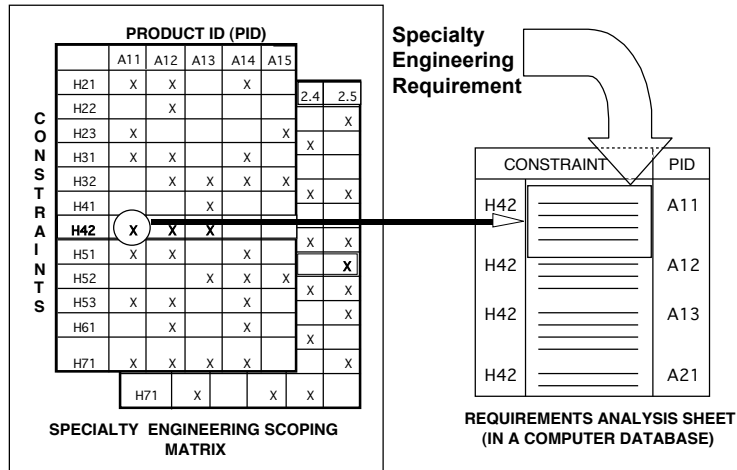 PRODUCT ID (PID)
A11 A12 A13 A14 A15
H21 X X X
H22 X
H23 X X
H31 X X X
H32 X X X X
H41 X
H42 X X X
H51 X X X
H52 X X X
H53 X X X
H61 X X
H71 X X X X
CONSTRAINTS
2.4 2.5
X
X
X X
X X
X
X X
X
X
X
H71 X X X
SPECIALTY ENGINEERING SCOPING
MATRIX
Specialty
Engineering
Requirement
CONSTRAINT PID
H42 A11
H42 A12
H42 A13
H42 A21
REQUIREMENTS ANALYSIS SHEET
(IN A COMPUTER DATABASE)